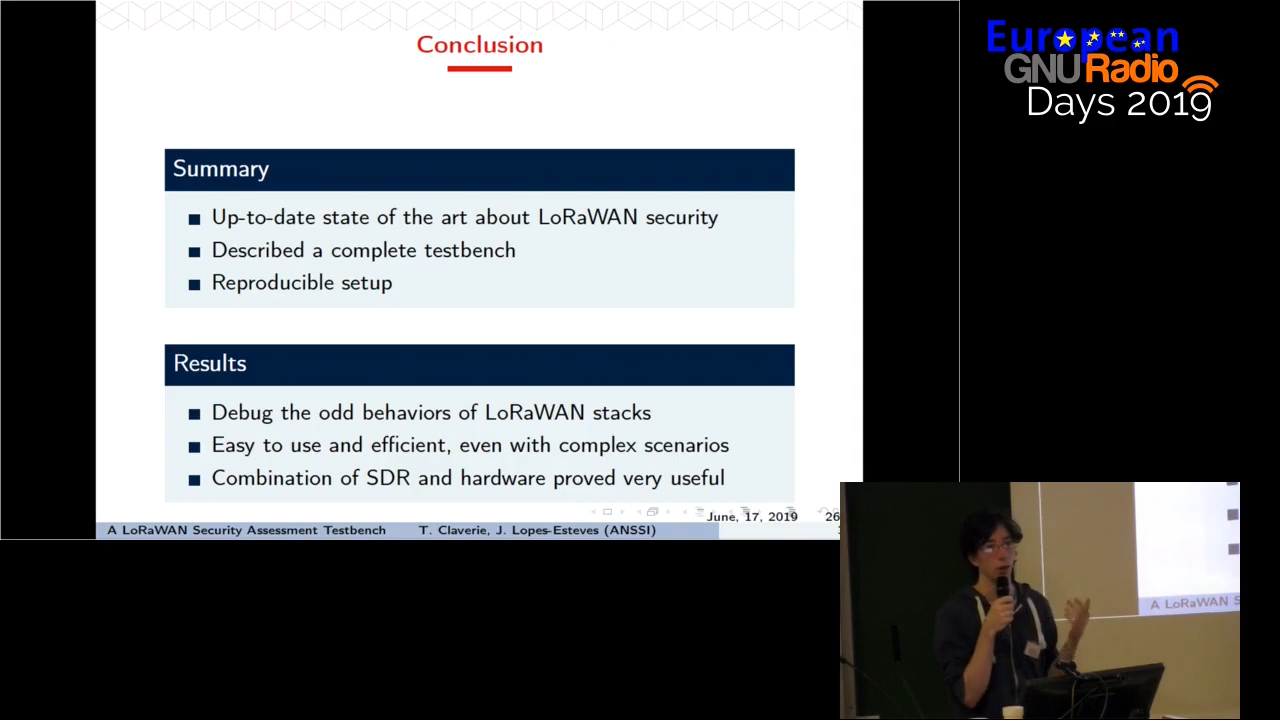 Conclusion
Summary
Up-to-date state of the art about LoRaWAN security
Described a complete testbench
Reproducible setup
Results
Debug the odd behaviors of LoRaWAN stacks
Easy to use and efficient, even with complex scenarios
Combination of SDR and hardware proved very useful
June, 17, 2019 26
A LoRaWAN Security Assessment Testbench T. Claverie, J. Lopes-Esteves (ANSSI)
European
GNURadio
Days 2019
A LoRaWAN S